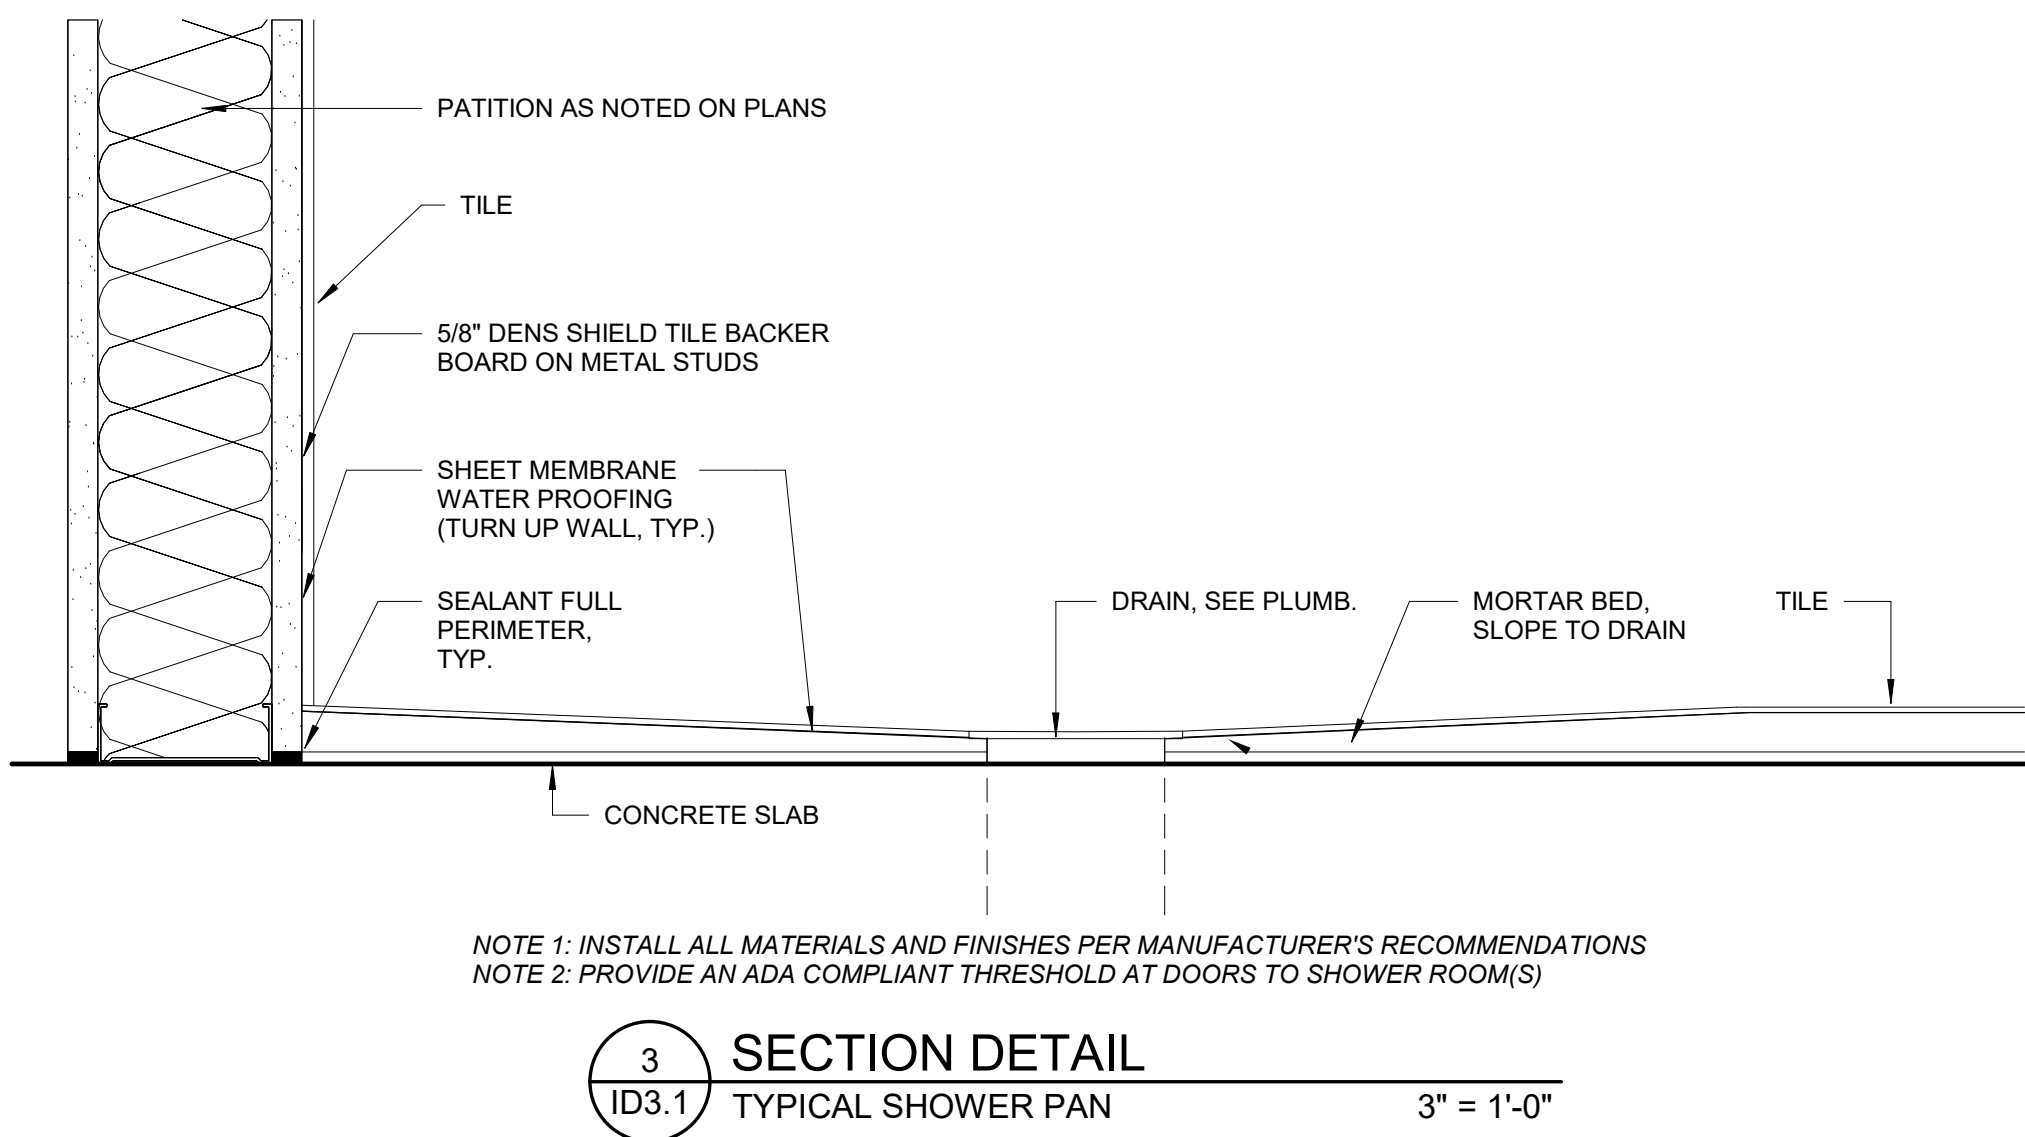 PATITION AS NOTED ON PLANS
TILE
5/8" DENS SHIELD TILE BACKER
BOARD ON METAL STUDS
SHEET MEMBRANE
WATER PROOFING
(TURN UP WALL, TYP.)
SEALANT FULL
PERIMETER,
TYP.
DRAIN, SEE PLUMB.
MORTAR BED,
SLOPE TO DRAIN
TILE
CONCRETE SLAB
NOTE 1: INSTALL ALL MATERIALS AND FINISHES PER MANUFACTURER'S RECOMMENDATIONS
NOTE 2: PROVIDE AN ADA COMPLIANT THRESHOLD AT DOORS TO SHOWER ROOM(S)
3
SECTION DETAIL
ID3.1
TYPICAL SHOWER PAN
3" = 1'-0"